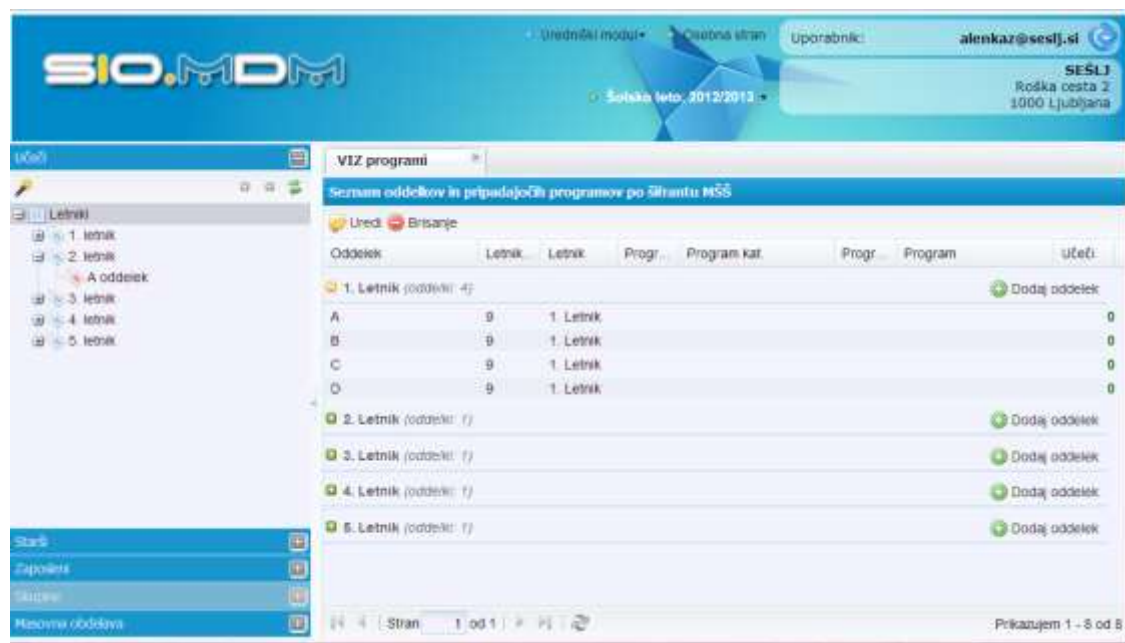 SIO.MDM
Uredniški modul Osebna stran
Šolsko leto: 2012/2013
Uporabnik: alenkaz@seslj.si
SEŠLJ
Roška cesta 2
1000 Ljubljana
Učeči
Letniki
1. letnik
2. letnik
A oddelek
3. letnik
4. letnik
5. letnik
Starši
Zaposleni
Skupine
Masovna obdelava
VIZ programi
Seznam oddelkov in pripadajočih programov po šifrantu MŠŠ
Uredi Brisanje
Oddelek Letnik... Letnik Progr... Program kat. Progr... Program Učeči
1. Letnik (oddelki: 4) Dodaj oddelek
A 9 1. Letnik 0
B 9 1. Letnik 0
C 9 1. Letnik 0
D 9 1. Letnik 0
2. Letnik (oddelki: 1) Dodaj oddelek
3. Letnik (oddelki: 1) Dodaj oddelek
4. Letnik (oddelki: 1) Dodaj oddelek
5. Letnik (oddelki: 1) Dodaj oddelek
Stran 1 od 1 Prikazujem 1 - 8 od 8